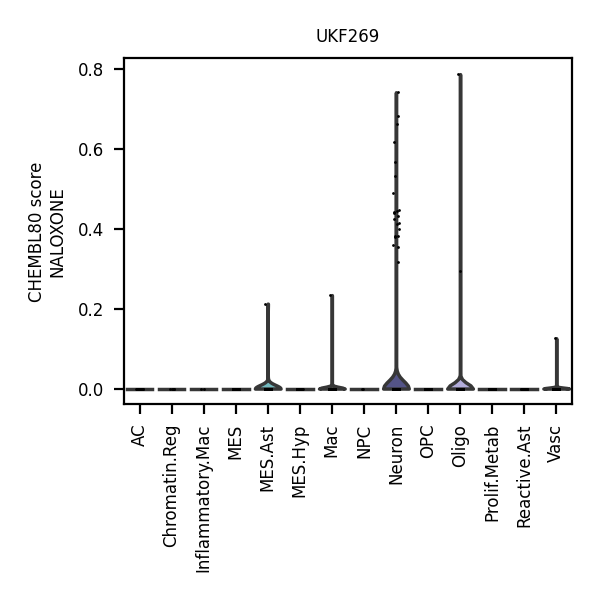 UKF269
CHEMBL80 score
NALOXONE
0.8
0.6
0.4
0.2
0.0
AC
Chromatin.Reg
Inflammatory.Mac
MES
MES.Ast
MES.Hyp
Mac
NPC
Neuron
OPC
Oligo
Prolif.Metab
Reactive.Ast
Vasc